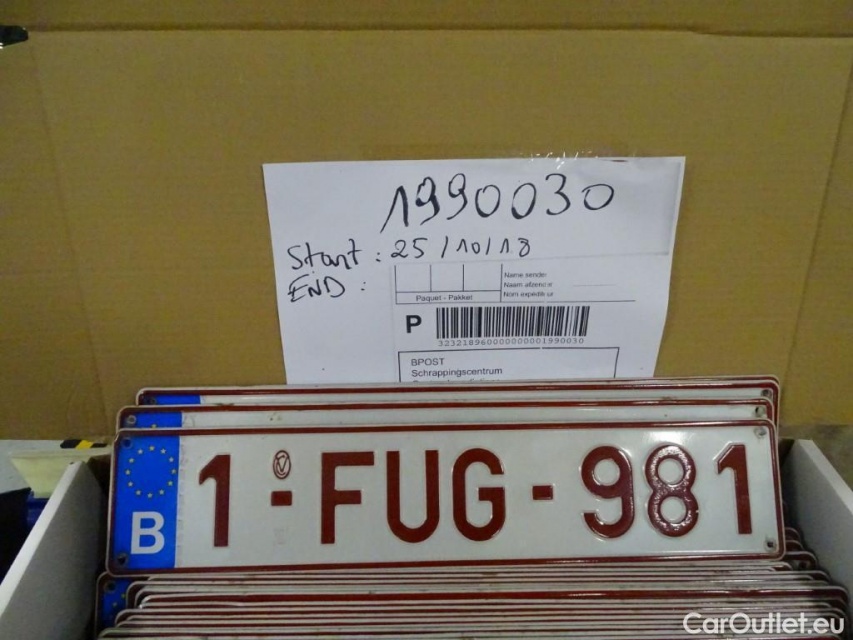 1990030
Start : 25/10/18
END :
Name sender
Naam afzender
Nom expéditeur
Paquet - Pakket
P
323218960000000001990030
BPOST
Schrappingscentrum
B 1-FUG-981
CarOutlet.eu